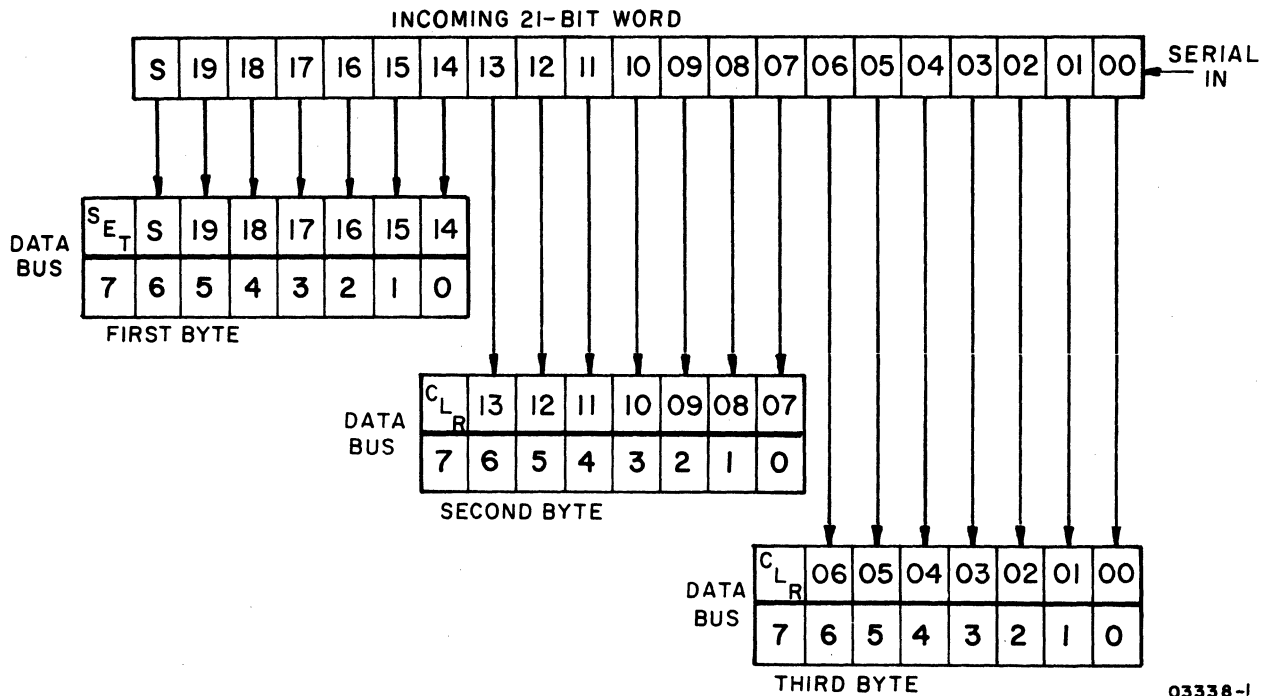 INCOMING 21-BIT WORD
S 19 18 17 16 15 14 13 12 11 10 09 08 07 06 05 04 03 02 01 00
SERIAL
IN
DATA
BUS
SET S 19 18 17 16 15 14
7 6 5 4 3 2 1 0
FIRST BYTE
DATA
BUS
CLR 13 12 11 10 09 08 07
7 6 5 4 3 2 1 0
SECOND BYTE
DATA
BUS
CLR 06 05 04 03 02 01 00
7 6 5 4 3 2 1 0
THIRD BYTE
03338-1